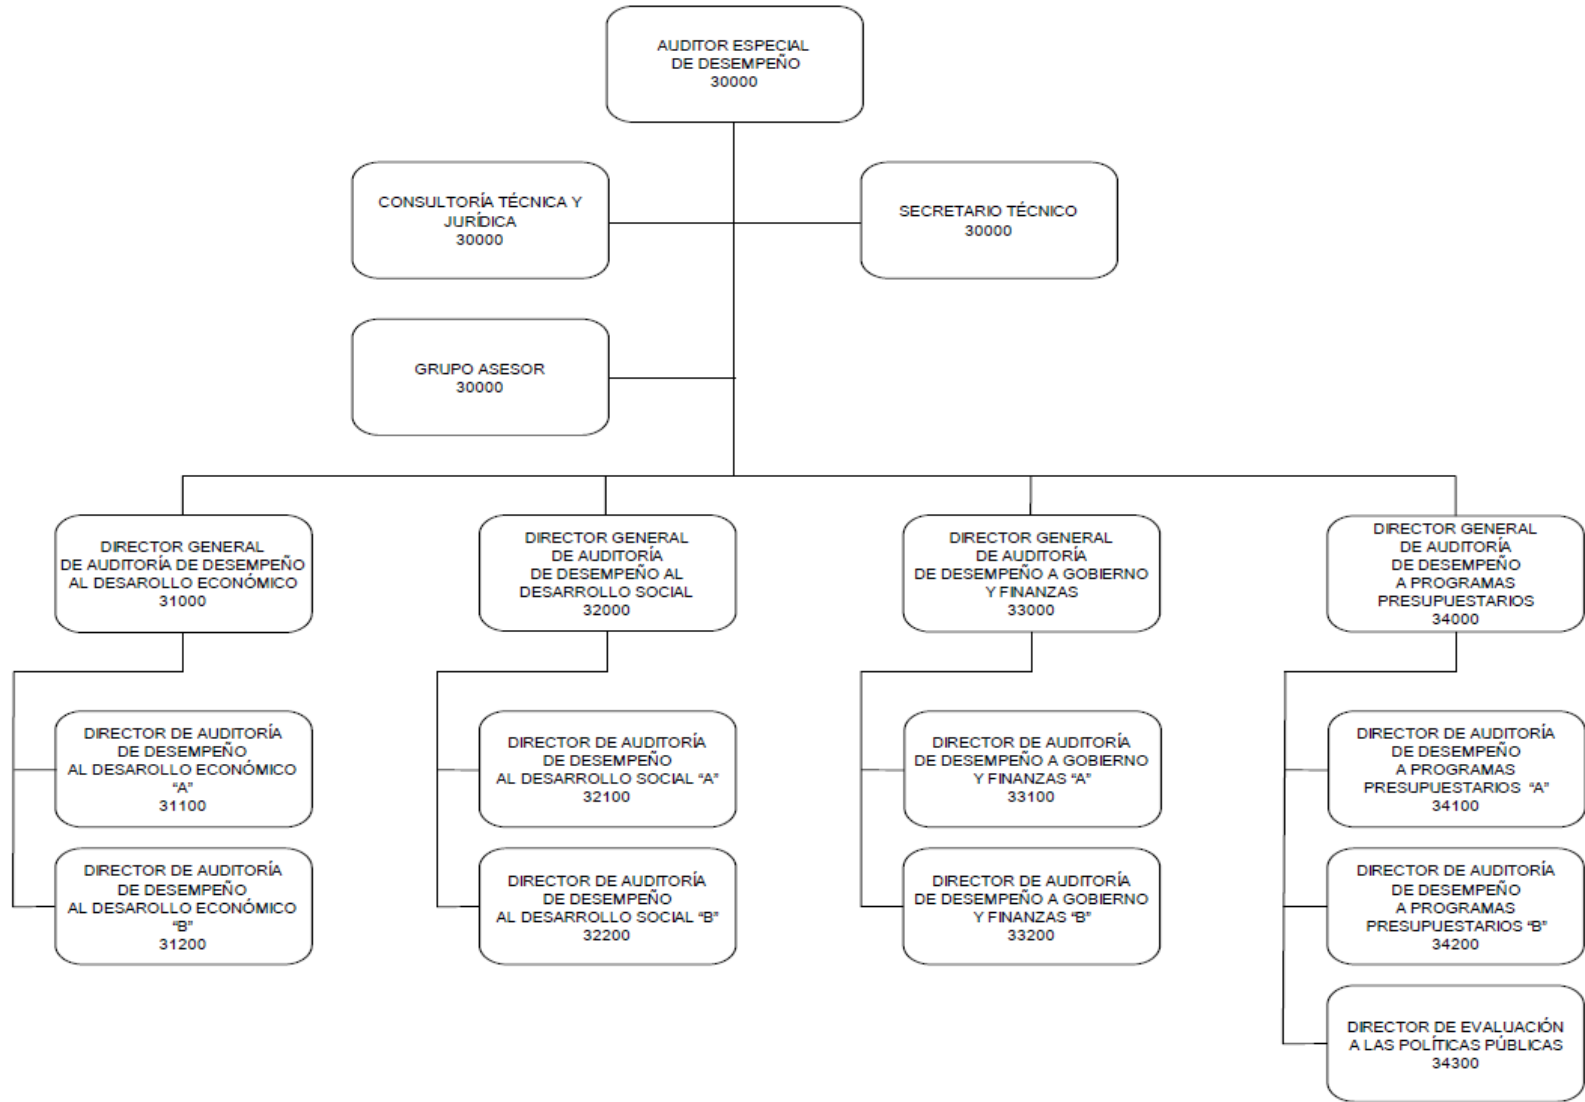 AUDITOR ESPECIAL
DE DESEMPEÑO
30000
CONSULTORÍA TÉCNICA Y
JURÍDICA
30000
SECRETARIO TÉCNICO
30000
GRUPO ASESOR
30000
DIRECTOR GENERAL
DE AUDITORÍA DE DESEMPEÑO
AL DESAROLLO ECONÓMICO
31000
DIRECTOR GENERAL
DE AUDITORÍA
DE DESEMPEÑO AL
DESARROLLO SOCIAL
32000
DIRECTOR GENERAL
DE AUDITORÍA
DE DESEMPEÑO A GOBIERNO
Y FINANZAS
33000
DIRECTOR GENERAL
DE AUDITORÍA
DE DESEMPEÑO
A PROGRAMAS
PRESUPUESTARIOS
34000
DIRECTOR DE AUDITORÍA
DE DESEMPEÑO
AL DESAROLLO ECONÓMICO
“A”
31100
DIRECTOR DE AUDITORÍA
DE DESEMPEÑO
AL DESARROLLO SOCIAL “A”
32100
DIRECTOR DE AUDITORÍA
DE DESEMPEÑO A GOBIERNO
Y FINANZAS “A”
33100
DIRECTOR DE AUDITORÍA
DE DESEMPEÑO
A PROGRAMAS
PRESUPUESTARIOS “A”
34100
DIRECTOR DE AUDITORÍA
DE DESEMPEÑO
AL DESAROLLO ECONÓMICO
“B”
31200
DIRECTOR DE AUDITORÍA
DE DESEMPEÑO
AL DESARROLLO SOCIAL “B”
32200
DIRECTOR DE AUDITORÍA
DE DESEMPEÑO A GOBIERNO
Y FINANZAS “B”
33200
DIRECTOR DE AUDITORÍA
DE DESEMPEÑO
A PROGRAMAS
PRESUPUESTARIOS “B”
34200
DIRECTOR DE EVALUACIÓN
A LAS POLÍTICAS PÚBLICAS
34300